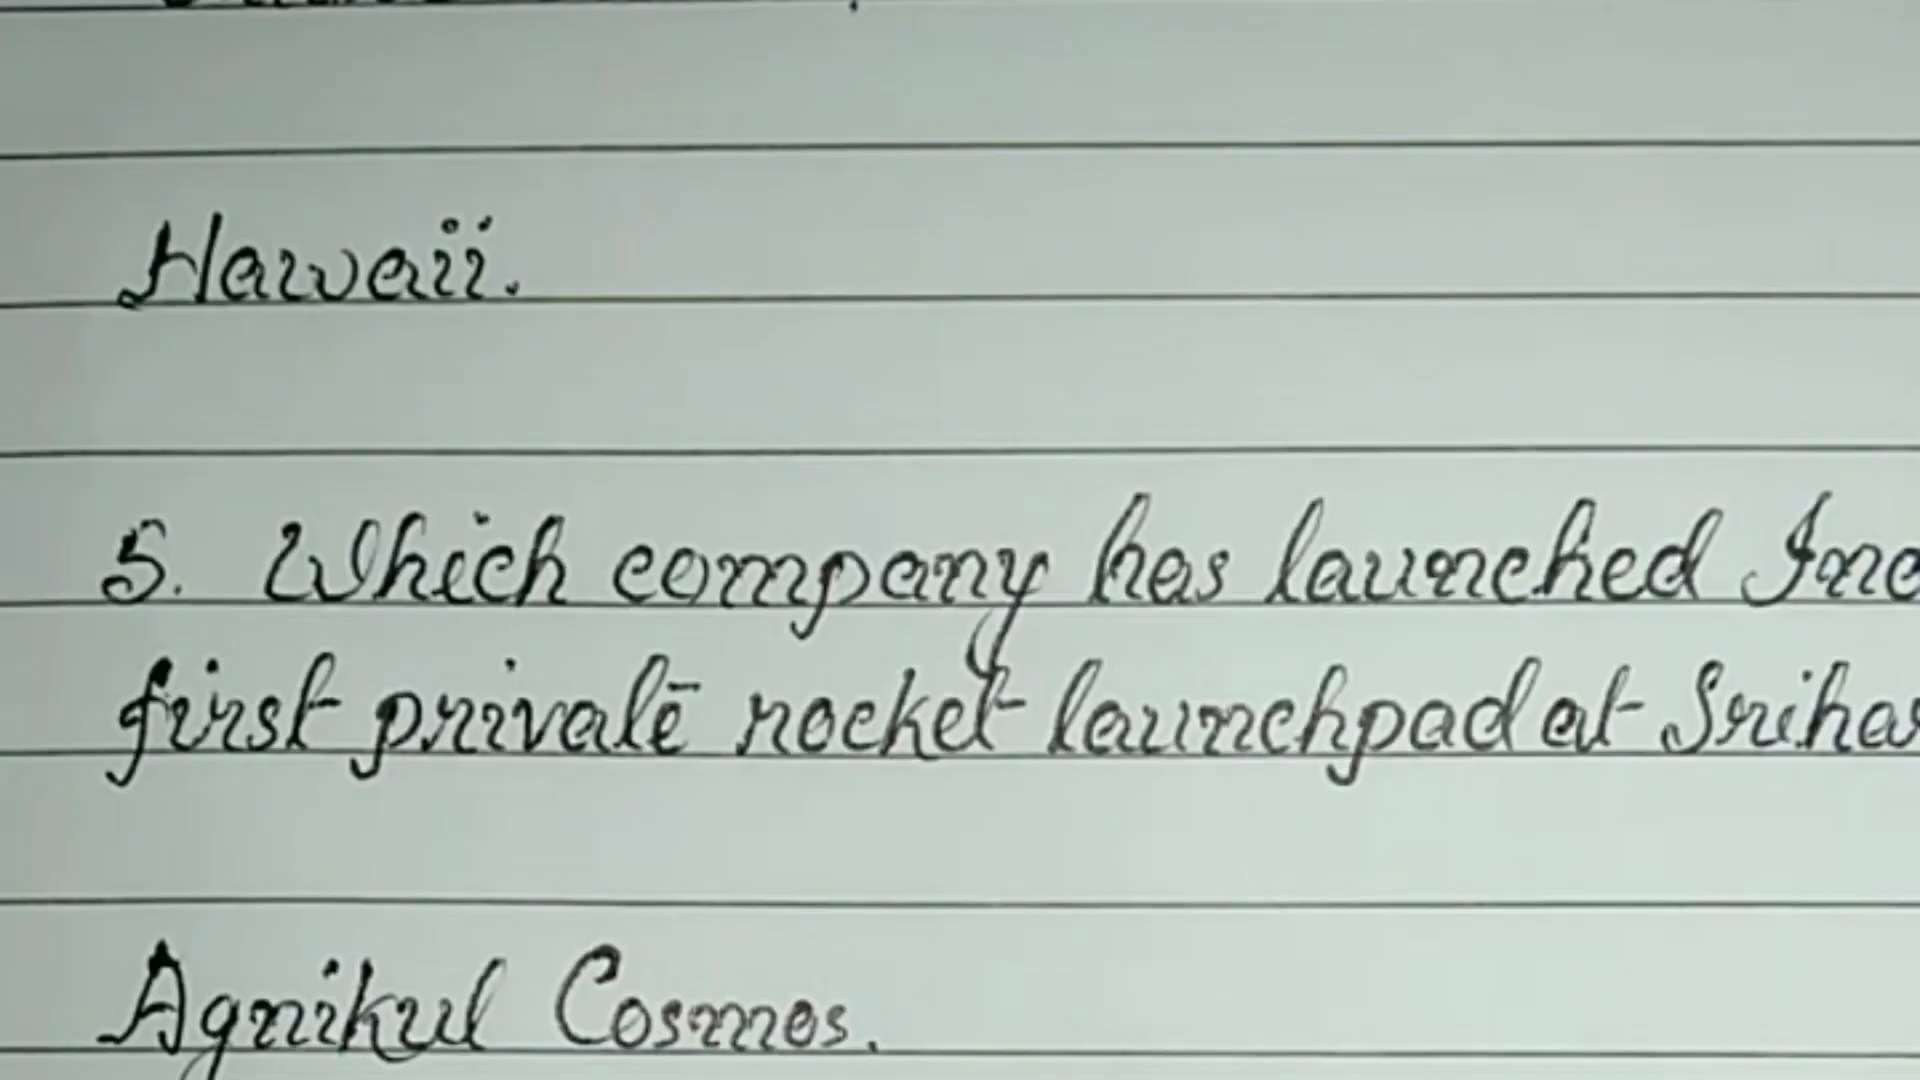 Hawaii.
5. Which company has launched
first private rocket launchpad at
Agnikul Cosmos.